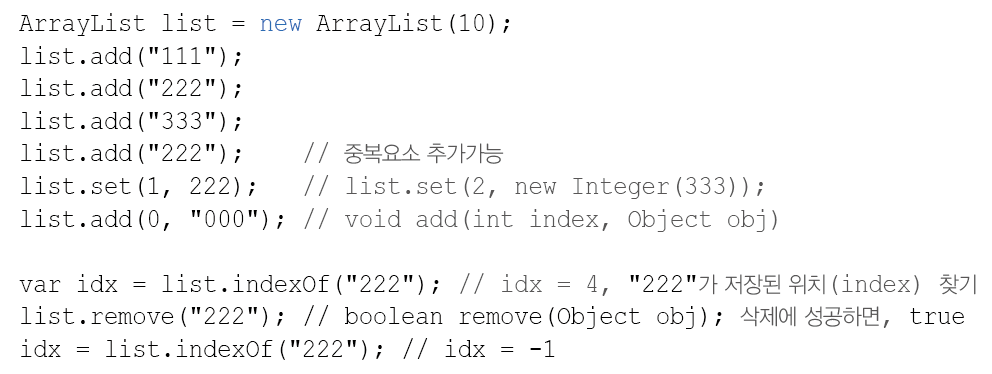 ArrayList list = new ArrayList(10);
list.add("111");
list.add("222");
list.add("333");
list.add("222");    // 중복요소 추가가능
list.set(1, 222);   // list.set(2, new Integer(333));
list.add(0, "000"); // void add(int index, Object obj)

var idx = list.indexOf("222"); // idx = 4, "222"가 저장된 위치(index) 찾기
list.remove("222"); // boolean remove(Object obj); 삭제에 성공하면, true
idx = list.indexOf("222"); // idx = -1